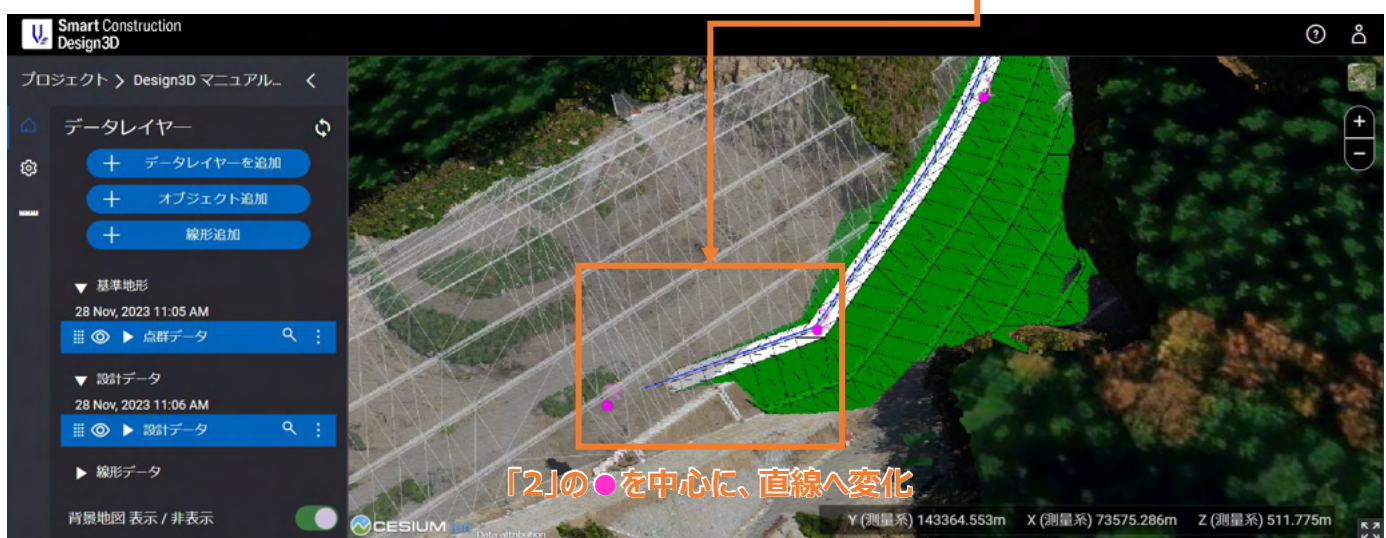 Smart Construction
Design3D
プロジェクト > Design3D マニュアル...
データレイヤー
データレイヤーを追加
オブジェクト追加
線形追加
基準地形
28 Nov, 2023 11:05 AM
点群データ
設計データ
28 Nov, 2023 11:06 AM
設計データ
線形データ
背景地図 表示 / 非表示
「2」の●を中心に、直線へ変化
CESIUM ion
Data attribution
Y (測量系) 143364.553m X (測量系) 73575.286m Z (測量系) 511.775m